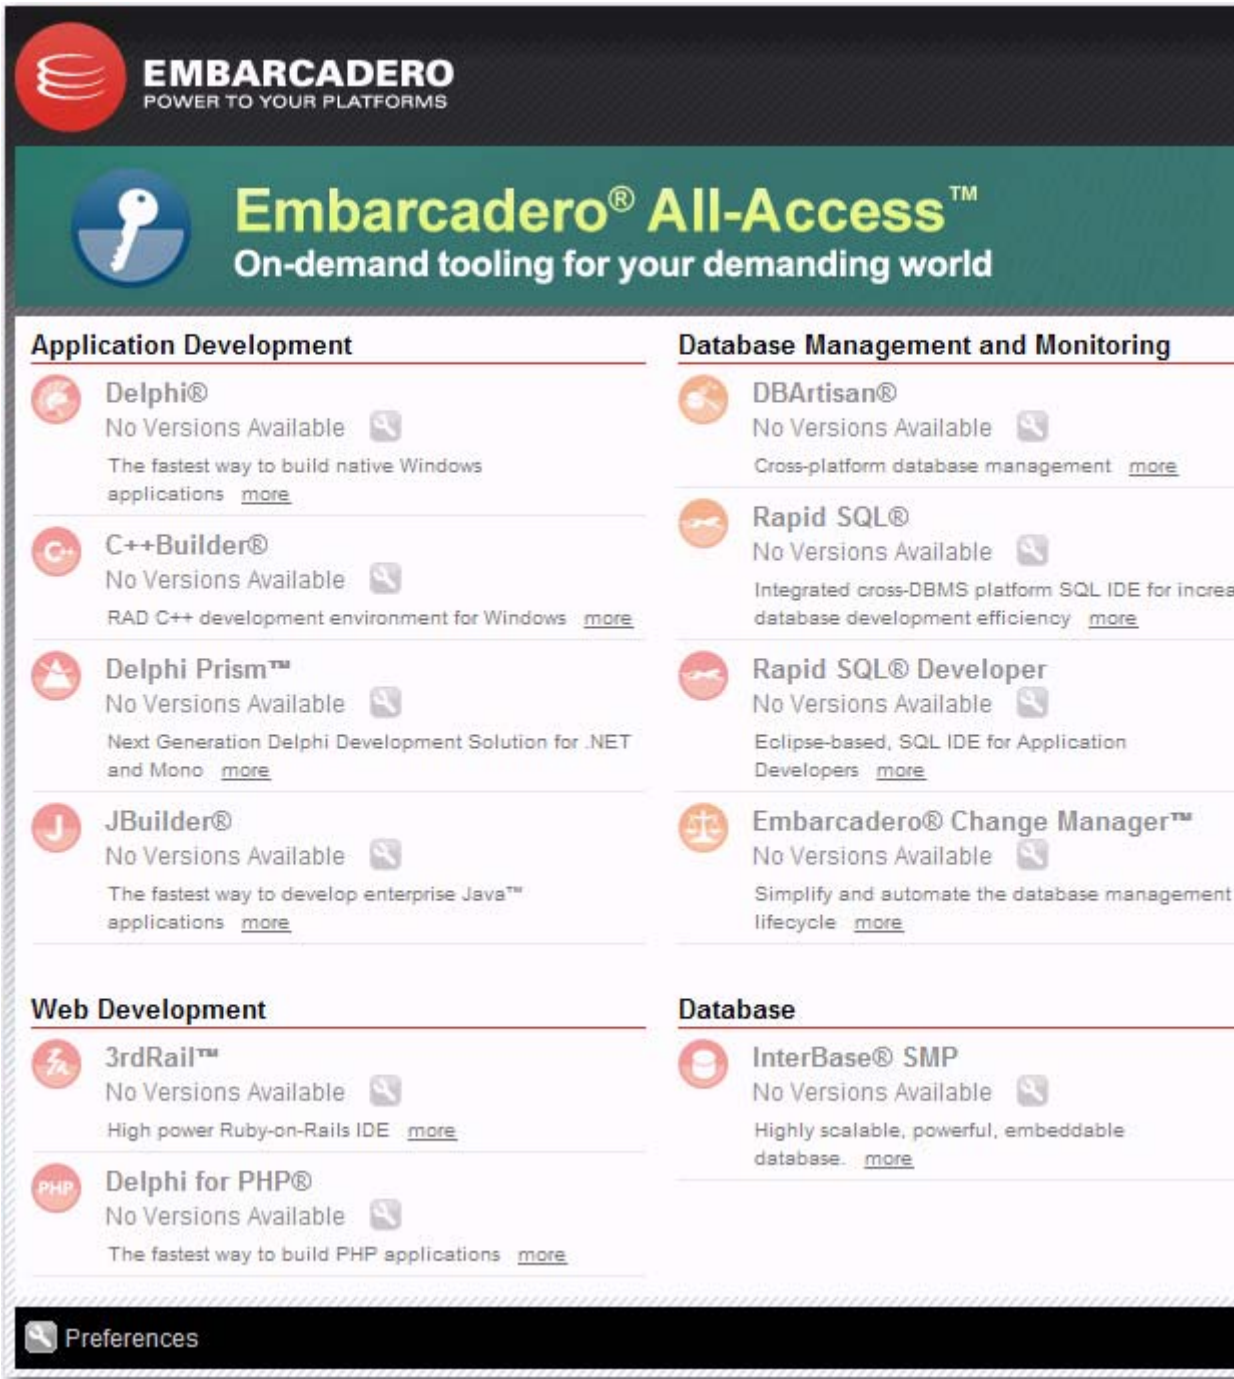 EMBARCADERO
POWER TO YOUR PLATFORMS
Embarcadero® All-Access™
On-demand tooling for your demanding world
Application Development
Delphi®
No Versions Available
The fastest way to build native Windows
applications more
C++
C++Builder®
No Versions Available
RAD C++ development environment for Windows more
Delphi Prism™
No Versions Available
Next Generation Delphi Development Solution for .NET
and Mono more
J
JBuilder®
No Versions Available
The fastest way to develop enterprise Java™
applications more
Web Development
3rdRail™
No Versions Available
High power Ruby-on-Rails IDE more
PHP
Delphi for PHP®
No Versions Available
The fastest way to build PHP applications more
Database Management and Monitoring
DBArtisan®
No Versions Available
Cross-platform database management more
Rapid SQL®
No Versions Available
Integrated cross-DBMS platform SQL IDE for increa
database development efficiency more
Rapid SQL® Developer
No Versions Available
Eclipse-based, SQL IDE for Application
Developers more
Embarcadero® Change Manager™
No Versions Available
Simplify and automate the database management
lifecycle more
Database
InterBase® SMP
No Versions Available
Highly scalable, powerful, embeddable
database. more
Preferences